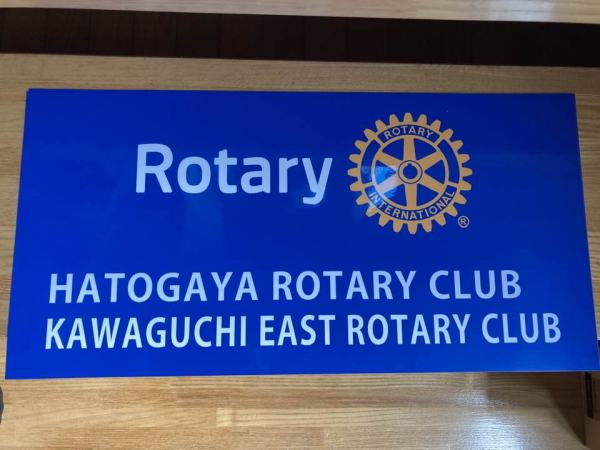 Rotary
ROTARY
INTERNATIONAL
®
HATOGAYA ROTARY CLUB
KAWAGUCHI EAST ROTARY CLUB